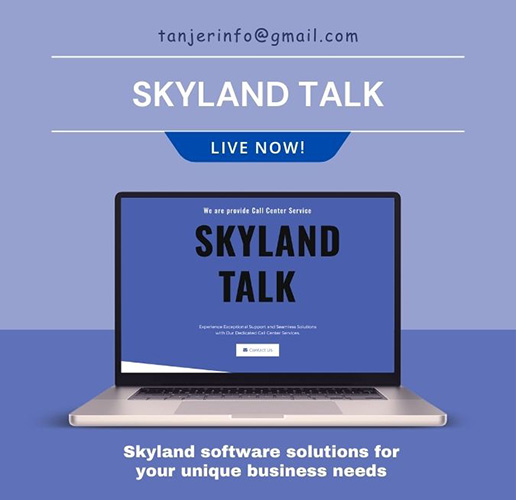 tanjerinfo@gmail.com
SKYLAND TALK
LIVE NOW!
We are provide Call Center Service
SKYLAND
TALK
Experience Exceptional Support and Seamless Solutions
with Our Dedicated Call Center Services
Contact Us
Skyland software solutions for
your unique business needs